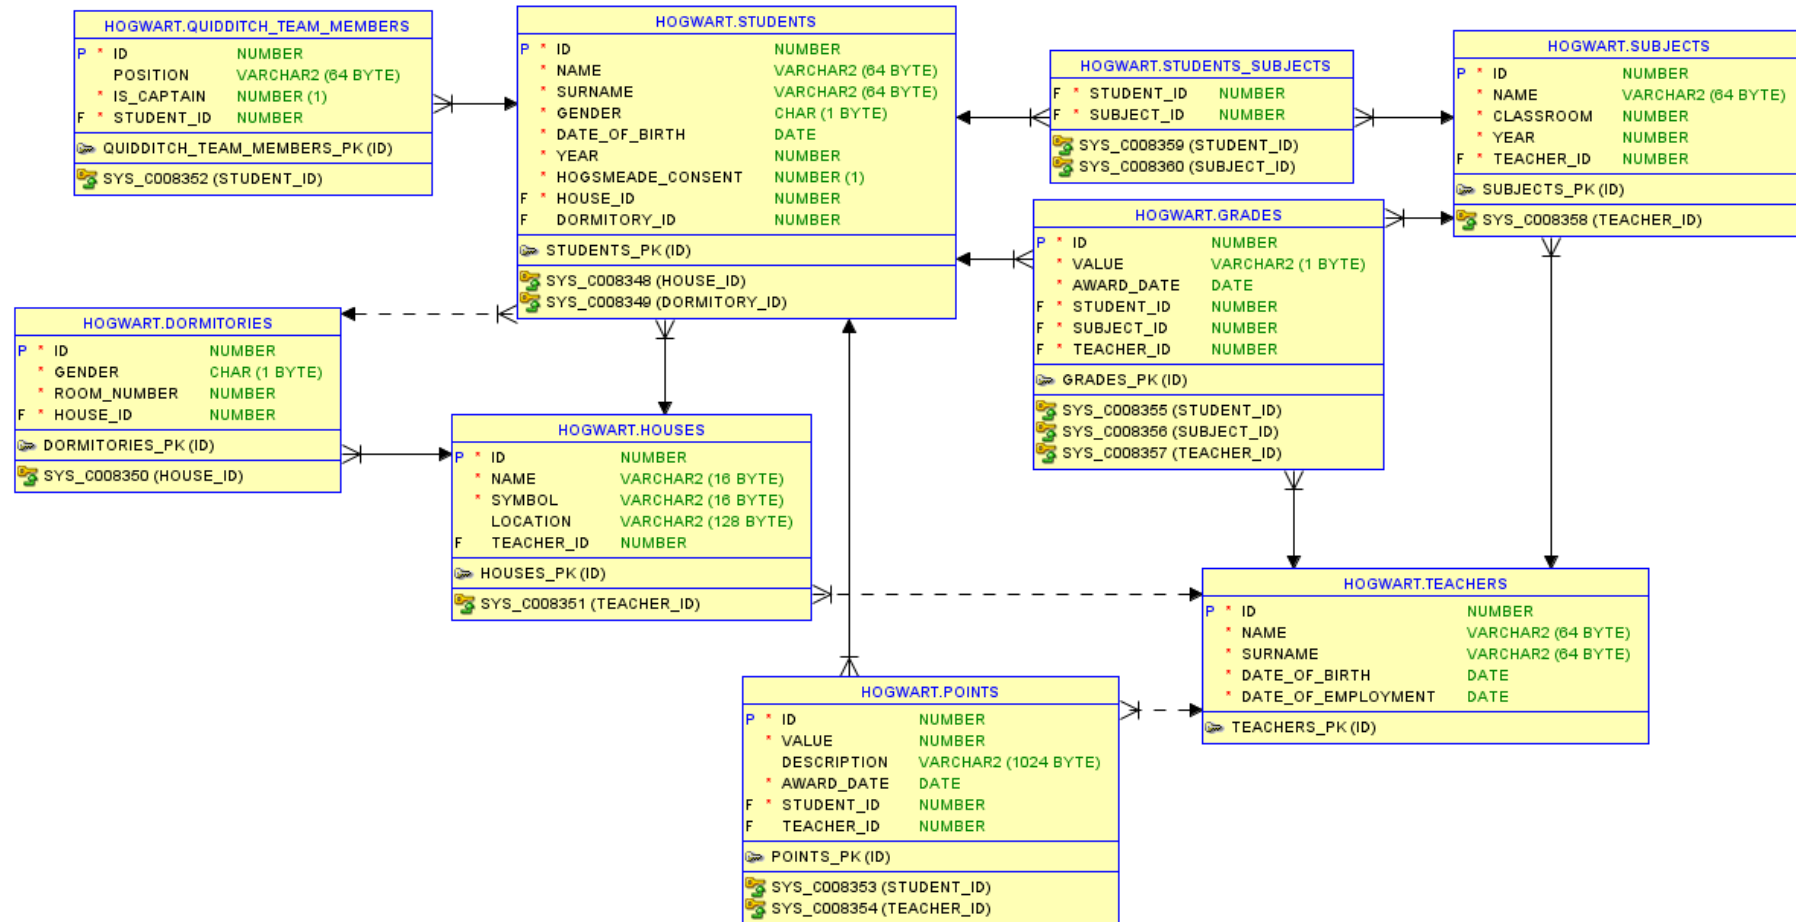 HOGWART.QUIDDITCH_TEAM_MEMBERS
P * ID NUMBER
POSITION VARCHAR2 (64 BYTE)
* IS_CAPTAIN NUMBER (1)
F * STUDENT_ID NUMBER
QUIDDITCH_TEAM_MEMBERS_PK (ID)
SYS_C008352 (STUDENT_ID)
HOGWART.STUDENTS
P * ID NUMBER
* NAME VARCHAR2 (64 BYTE)
* SURNAME VARCHAR2 (64 BYTE)
* GENDER CHAR (1 BYTE)
* DATE_OF_BIRTH DATE
* YEAR NUMBER
* HOGSMEADE_CONSENT NUMBER (1)
F * HOUSE_ID NUMBER
F DORMITORY_ID NUMBER
STUDENTS_PK (ID)
SYS_C008348 (HOUSE_ID)
SYS_C008349 (DORMITORY_ID)
HOGWART.STUDENTS_SUBJECTS
F * STUDENT_ID NUMBER
F * SUBJECT_ID NUMBER
SYS_C008359 (STUDENT_ID)
SYS_C008360 (SUBJECT_ID)
HOGWART.SUBJECTS
P * ID NUMBER
* NAME VARCHAR2 (64 BYTE)
* CLASSROOM NUMBER
* YEAR NUMBER
F * TEACHER_ID NUMBER
SUBJECTS_PK (ID)
SYS_C008358 (TEACHER_ID)
HOGWART.GRADES
P * ID NUMBER
* VALUE VARCHAR2 (1 BYTE)
* AWARD_DATE DATE
F * STUDENT_ID NUMBER
F * SUBJECT_ID NUMBER
F * TEACHER_ID NUMBER
GRADES_PK (ID)
SYS_C008355 (STUDENT_ID)
SYS_C008356 (SUBJECT_ID)
SYS_C008357 (TEACHER_ID)
HOGWART.DORMITORIES
P * ID NUMBER
* GENDER CHAR (1 BYTE)
* ROOM_NUMBER NUMBER
F * HOUSE_ID NUMBER
DORMITORIES_PK (ID)
SYS_C008350 (HOUSE_ID)
HOGWART.HOUSES
P * ID NUMBER
* NAME VARCHAR2 (16 BYTE)
* SYMBOL VARCHAR2 (16 BYTE)
LOCATION VARCHAR2 (128 BYTE)
F TEACHER_ID NUMBER
HOUSES_PK (ID)
SYS_C008351 (TEACHER_ID)
HOGWART.TEACHERS
P * ID NUMBER
* NAME VARCHAR2 (64 BYTE)
* SURNAME VARCHAR2 (64 BYTE)
* DATE_OF_BIRTH DATE
* DATE_OF_EMPLOYMENT DATE
TEACHERS_PK (ID)
HOGWART.POINTS
P * ID NUMBER
* VALUE NUMBER
DESCRIPTION VARCHAR2 (1024 BYTE)
* AWARD_DATE DATE
F * STUDENT_ID NUMBER
F TEACHER_ID NUMBER
POINTS_PK (ID)
SYS_C008353 (STUDENT_ID)
SYS_C008354 (TEACHER_ID)